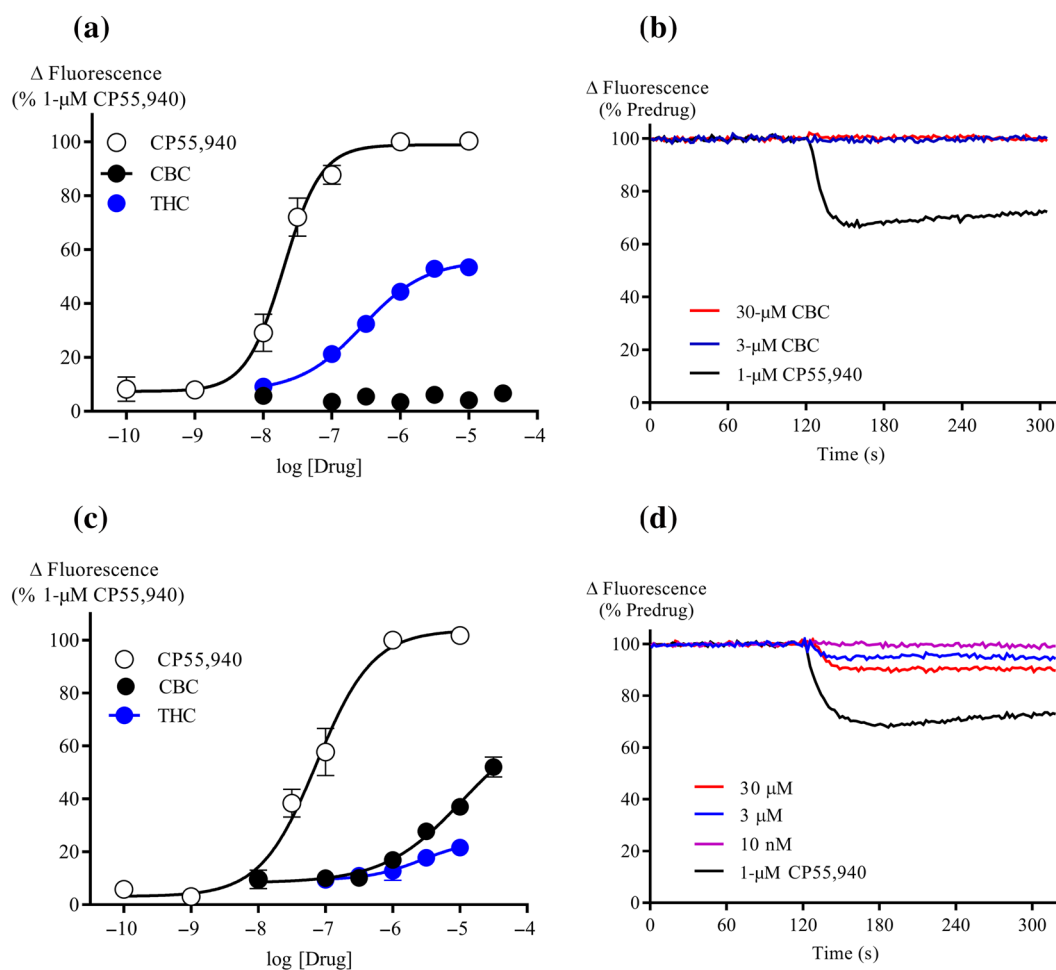 (a)
Δ Fluorescence
(% 1-μM CP55,940)
100
80
60
40
20
0
CP55,940
CBC
THC
−10 −9 −8 −7 −6 −5 −4
log [Drug]
(b)
Δ Fluorescence
(% Predrug)
100
80
60
40
20
0
30-μM CBC
3-μM CBC
1-μM CP55,940
0 60 120 180 240 300
Time (s)
(c)
Δ Fluorescence
(% 1-μM CP55,940)
100
80
60
40
20
0
CP55,940
CBC
THC
−10 −9 −8 −7 −6 −5 −4
log [Drug]
(d)
Δ Fluorescence
(% Predrug)
100
80
60
40
20
0
30 μM
3 μM
10 nM
1-μM CP55,940
0 60 120 180 240 300
Time (s)